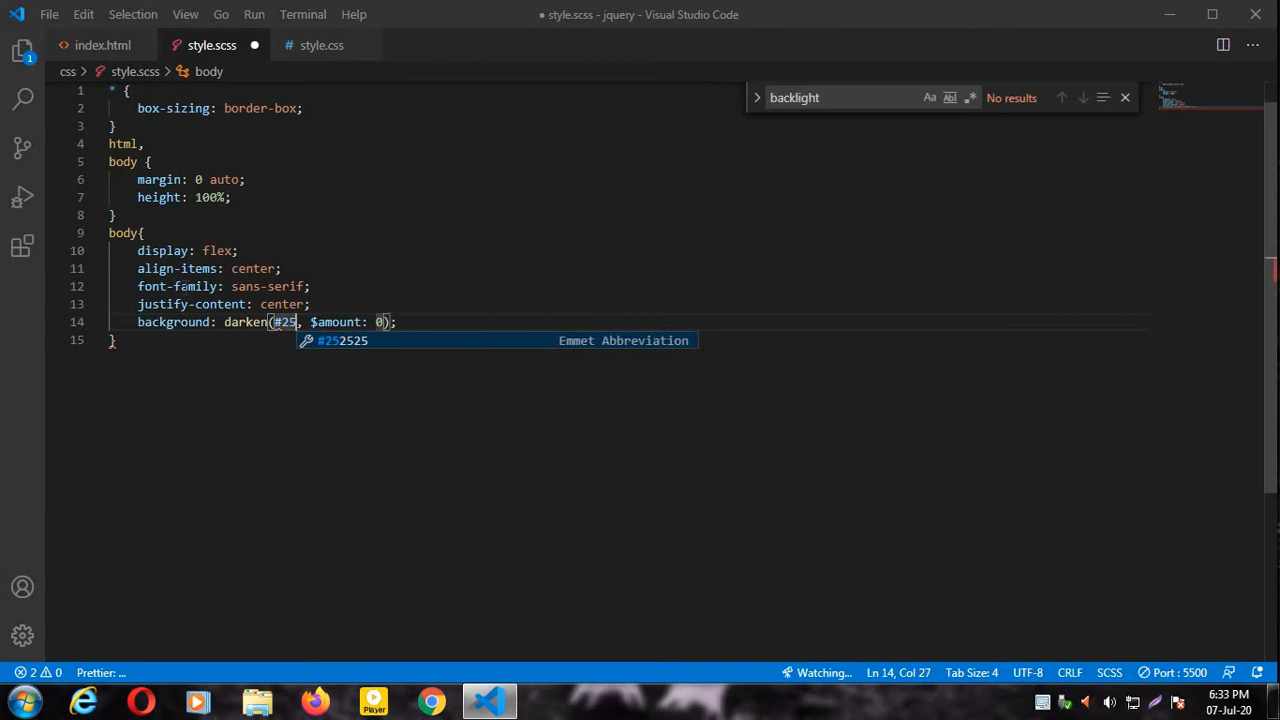 File Edit Selection View Go Run Terminal Help
● style.scss - jquery - Visual Studio Code
index.html style.scss # style.css
css > style.scss > body
1 * {
2 box-sizing: border-box;
3 }
4 html,
5 body {
6 margin: 0 auto;
7 height: 100%;
8 }
9 body{
10 display: flex;
11 align-items: center;
12 font-family: sans-serif;
13 justify-content: center;
14 background: darken(#25, $amount: 0);
15 }
#252525 Emmet Abbreviation
backlight Aa Abl .* No results
1
2 0 Prettier: ... Watching... Ln 14, Col 27 Tab Size: 4 UTF-8 CRLF SCSS Port : 5500
Player
6:33 PM
07-Jul-20